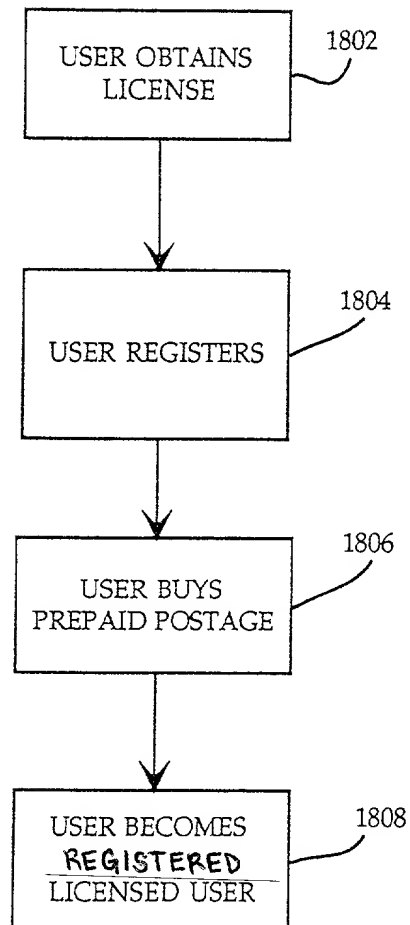 USER OBTAINS
LICENSE
1802
USER REGISTERS
1804
USER BUYS
PREPAID POSTAGE
1806
USER BECOMES
REGISTERED
LICENSED USER
1808